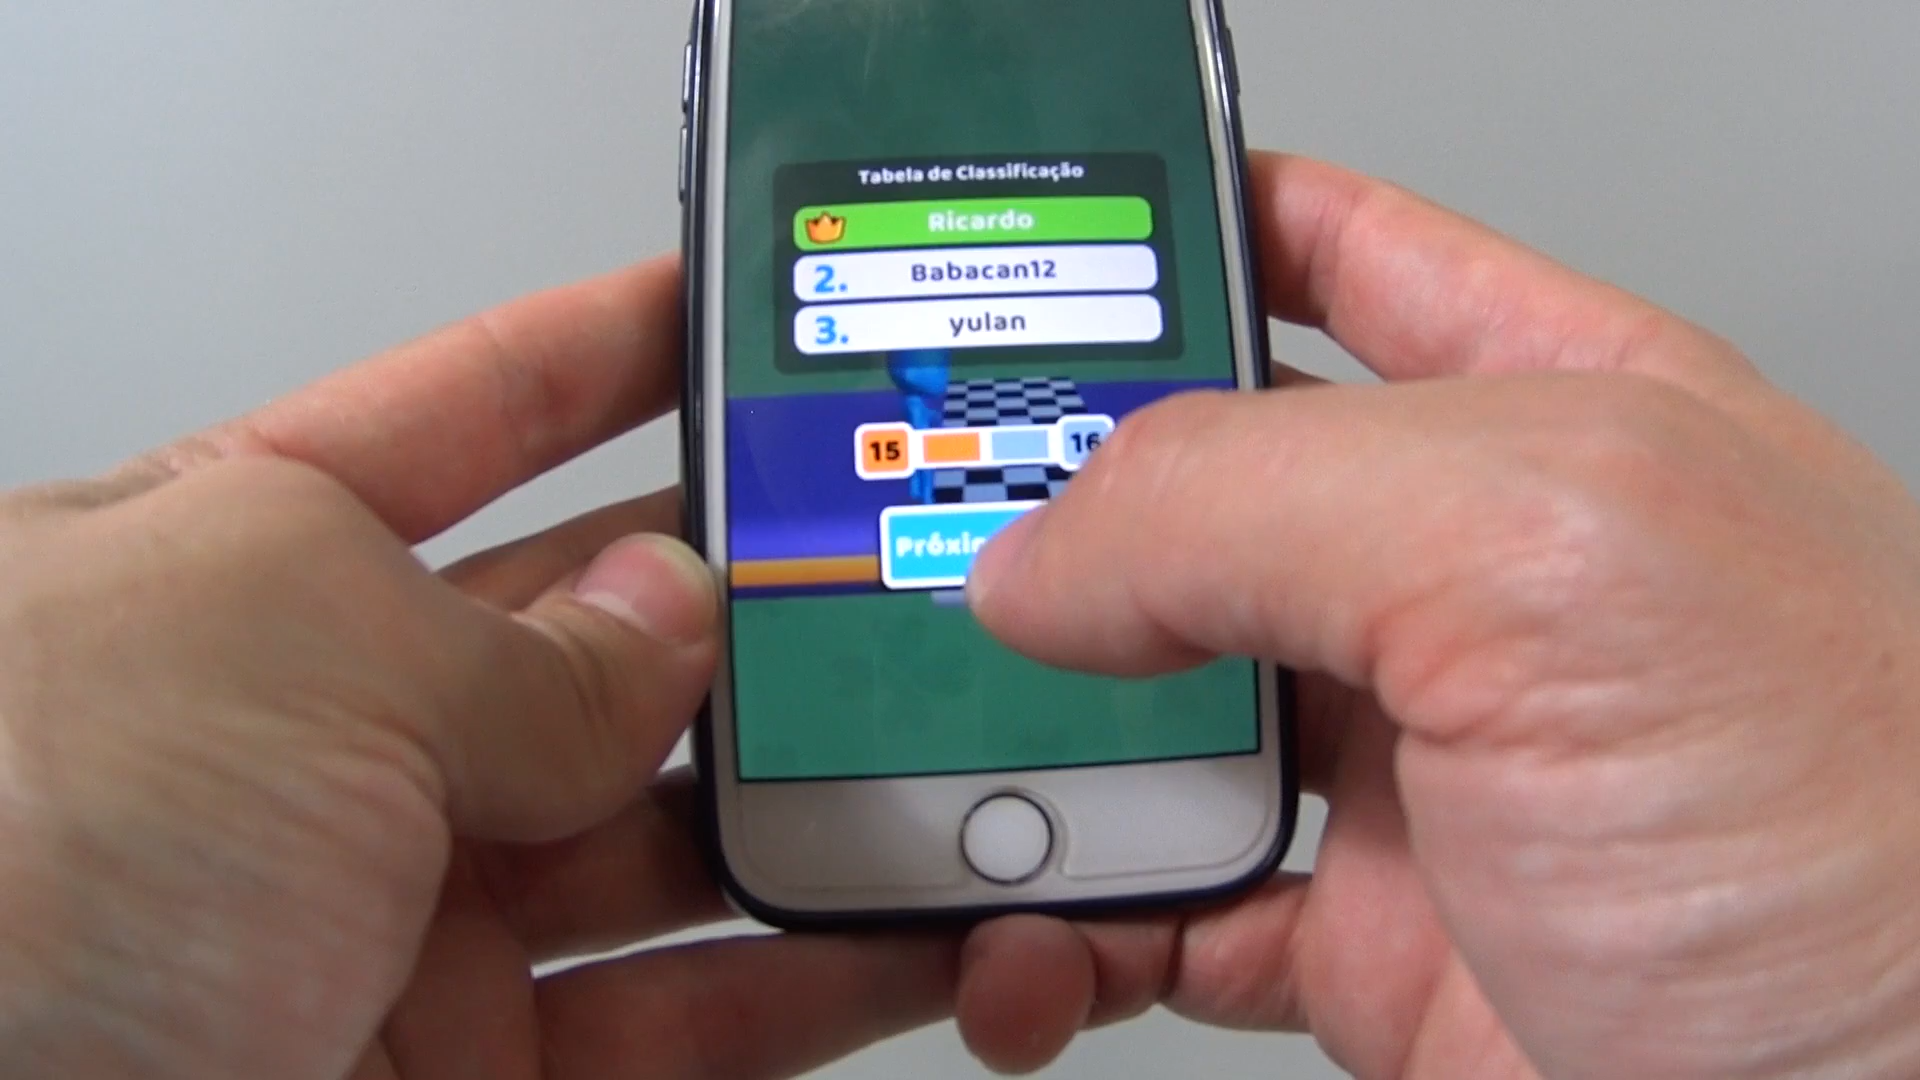 Tabela de Classificação
Ricardo
2. Babacan12
3. yulan
15 16